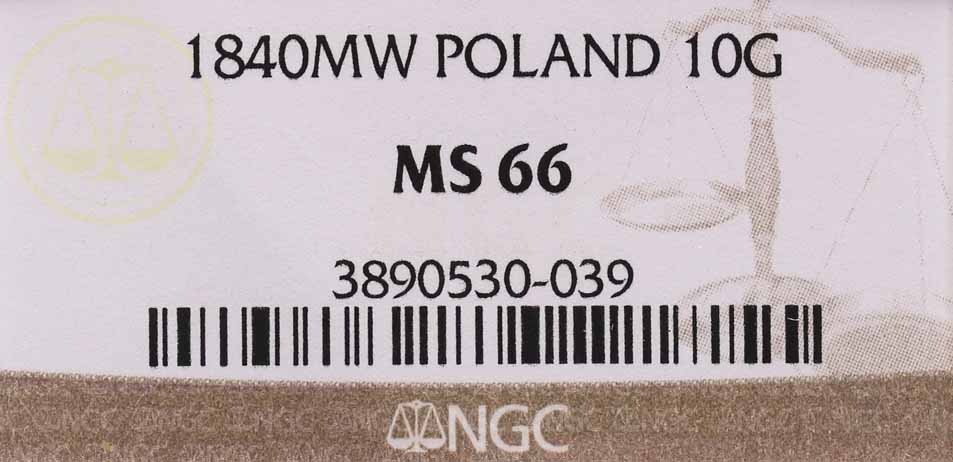 1840MW POLAND 10G
MS 66
3890530-039
NGC